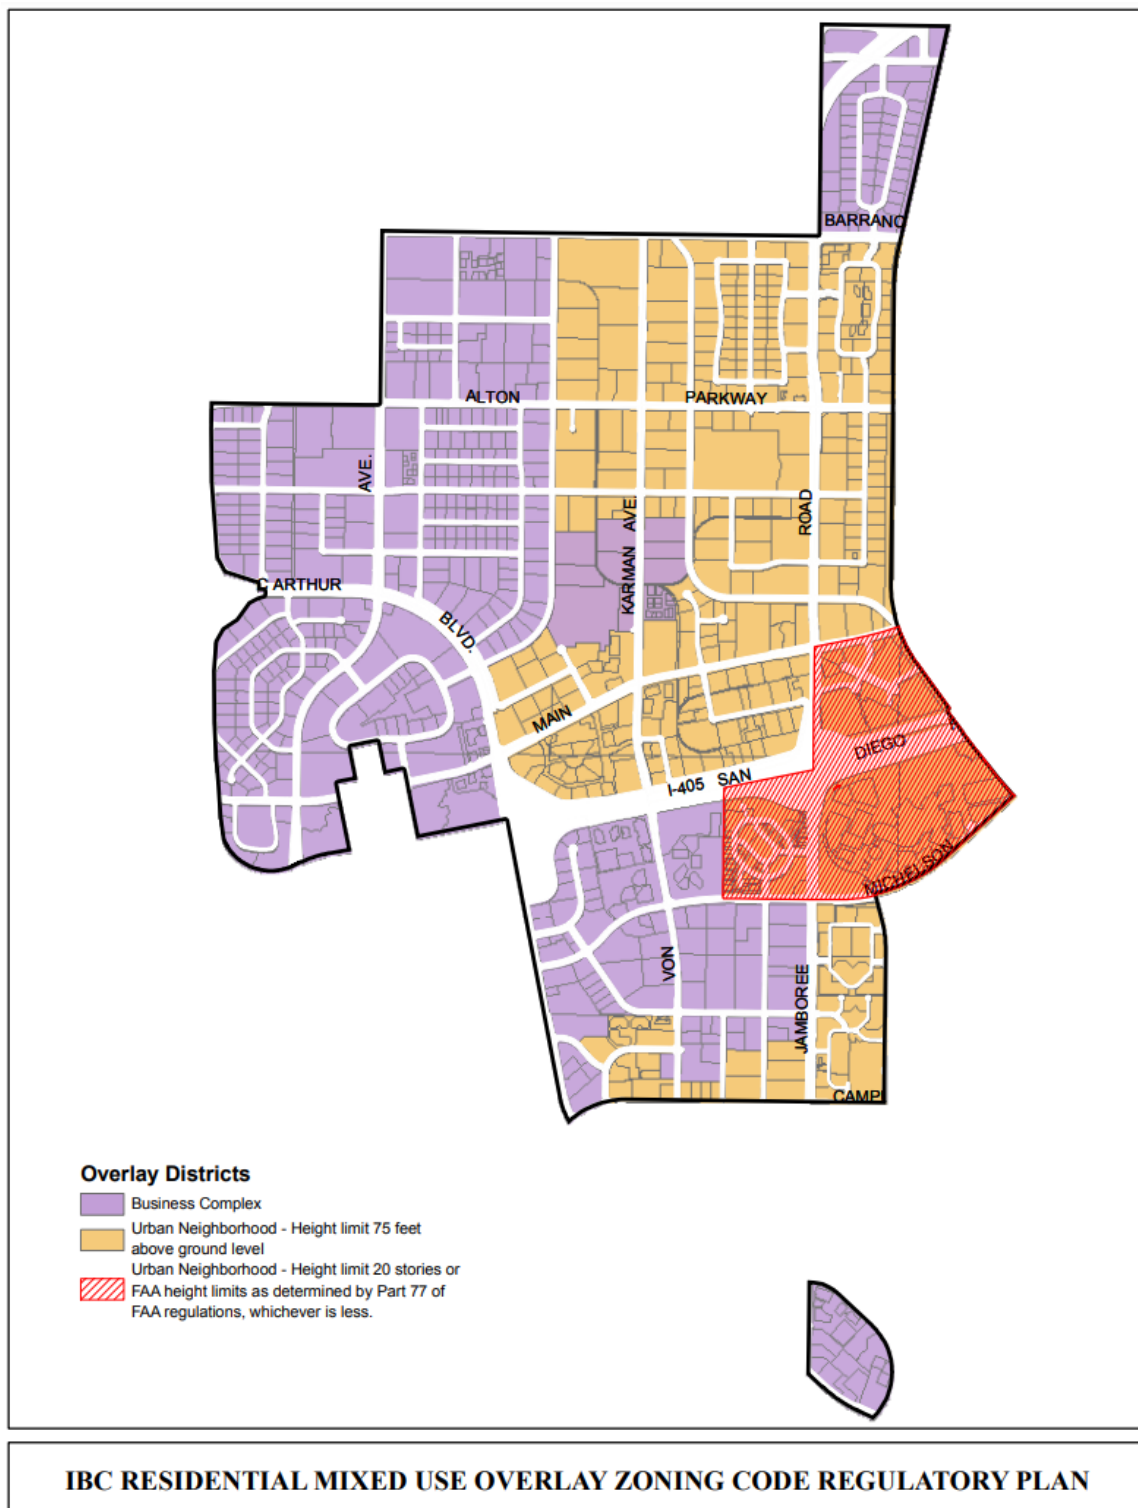 BARRANC
ALTON
PARKWAY
AVE.
ROAD
KARMAN AVE.
C ARTHUR
BLVD.
MAIN
DIEGO
I-405 SAN
MICHELSON
VON
JAMBOREE
CAMP
Overlay Districts
Business Complex
Urban Neighborhood - Height limit 75 feet
above ground level
Urban Neighborhood - Height limit 20 stories or
FAA height limits as determined by Part 77 of
FAA regulations, whichever is less.
IBC RESIDENTIAL MIXED USE OVERLAY ZONING CODE REGULATORY PLAN